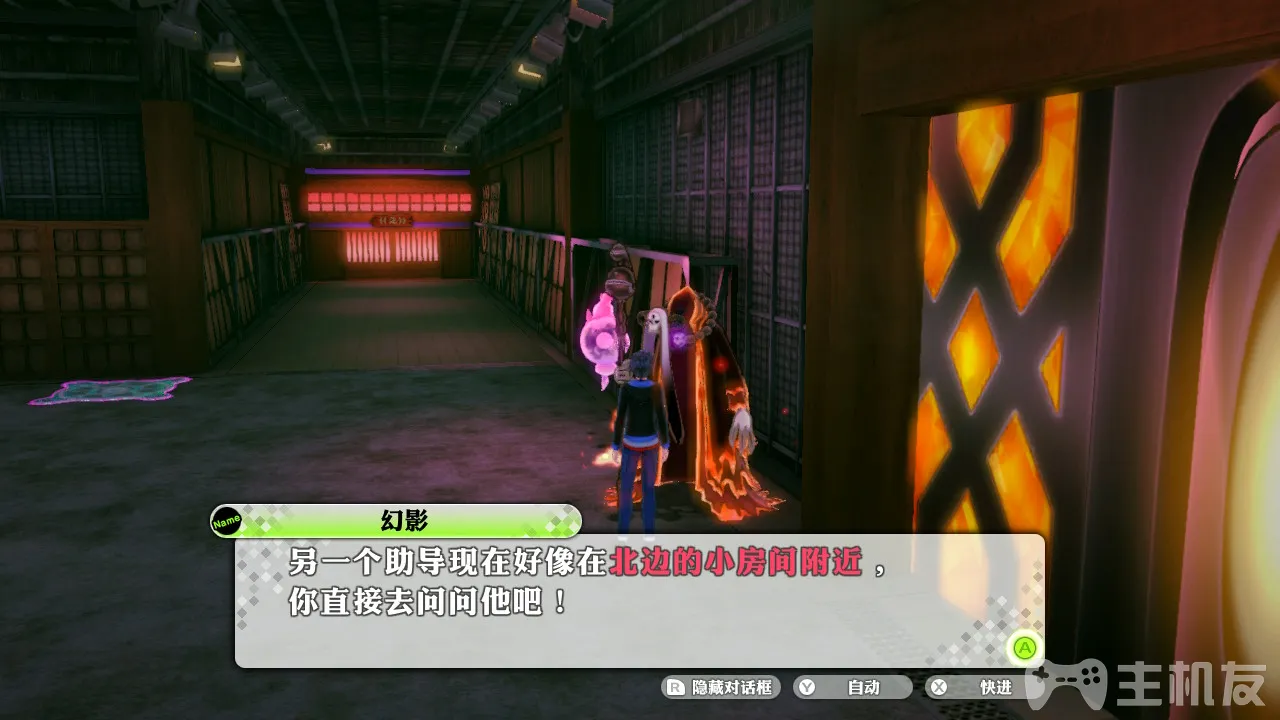 Name
幻影
另一个助导现在好像在北边的小房间附近，
你直接去问问他吧！
A
R 隐藏对话框
Y 自动
X 快进
主机友